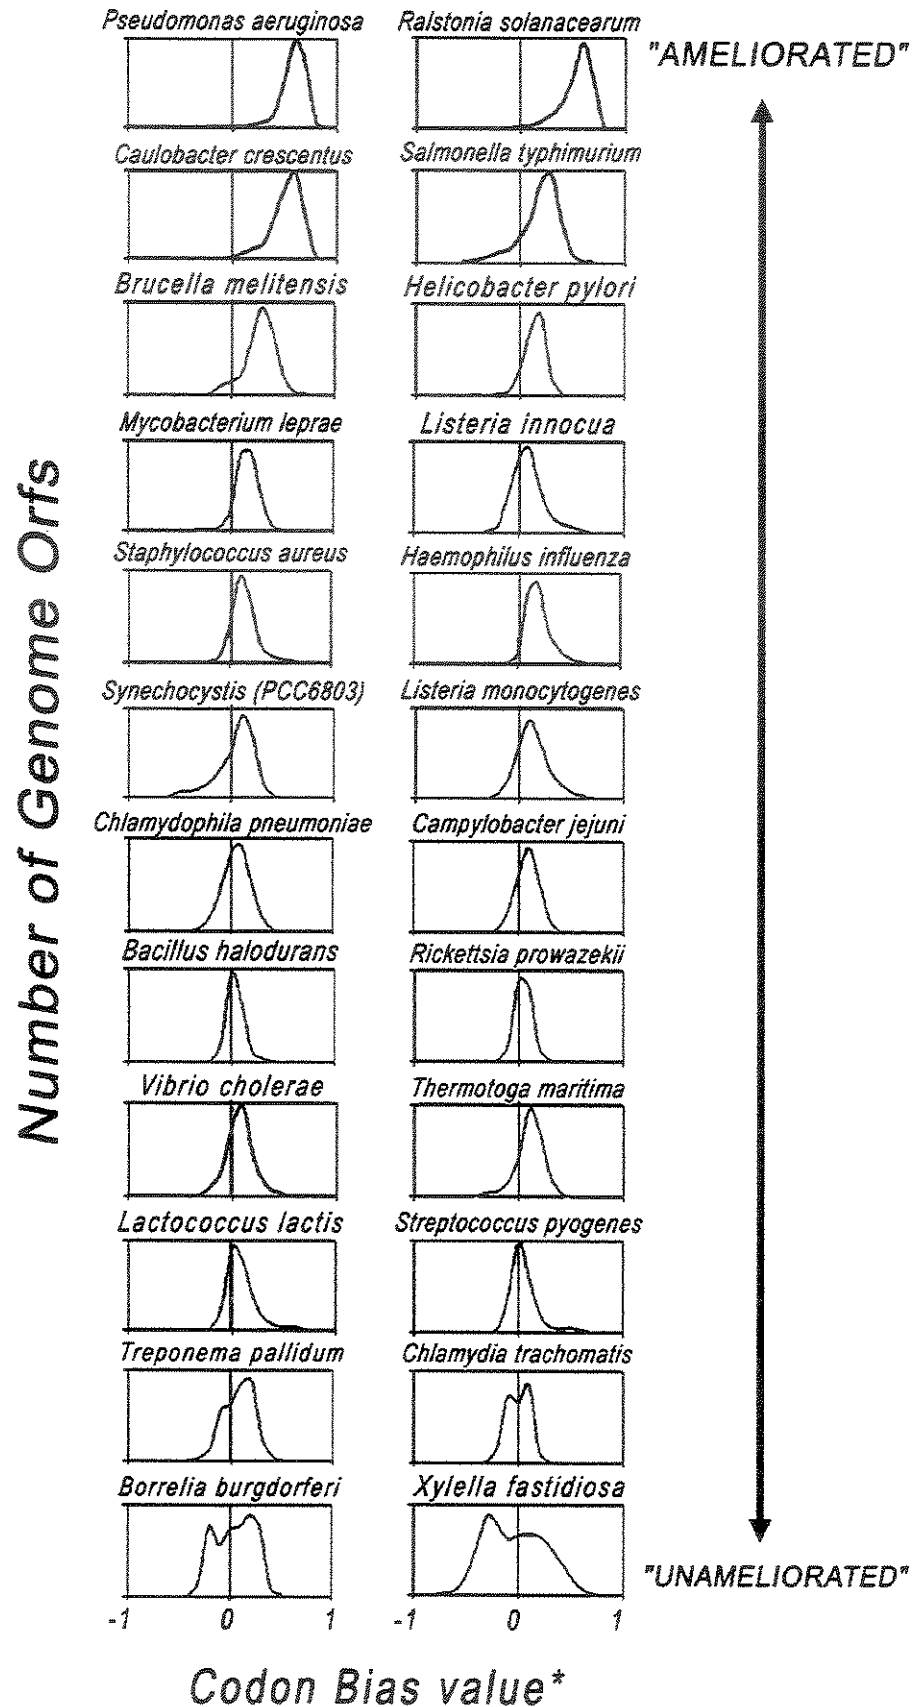 Pseudomonas aeruginosa
Ralstonia solanacearum
"AMELIORATED"
Caulobacter crescentus
Salmonella typhimurium
Brucella melitensis
Helicobacter pylori
Mycobacterium leprae
Listeria innocua
Staphylococcus aureus
Haemophilus influenza
Synechocystis (PCC6803)
Listeria monocytogenes
Chlamydophila pneumoniae
Campylobacter jejuni
Bacillus halodurans
Rickettsia prowazekii
Vibrio cholerae
Thermotoga maritima
Lactococcus lactis
Streptococcus pyogenes
Treponema pallidum
Chlamydia trachomatis
Borrelia burgdorferi
Xylella fastidiosa
"UNAMELIORATED"
-1 0 1
-1 0 1
Number of Genome Orfs
Codon Bias value*